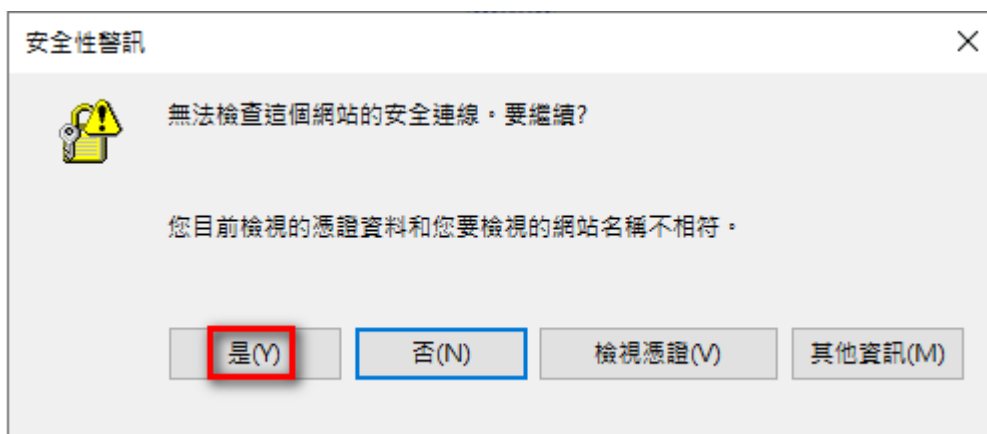 安全性警訊
無法檢查這個網站的安全連線。要繼續?
您目前檢視的憑證資料和您要檢視的網站名稱不相符。
是(Y) 否(N) 檢視憑證(V) 其他資訊(M)